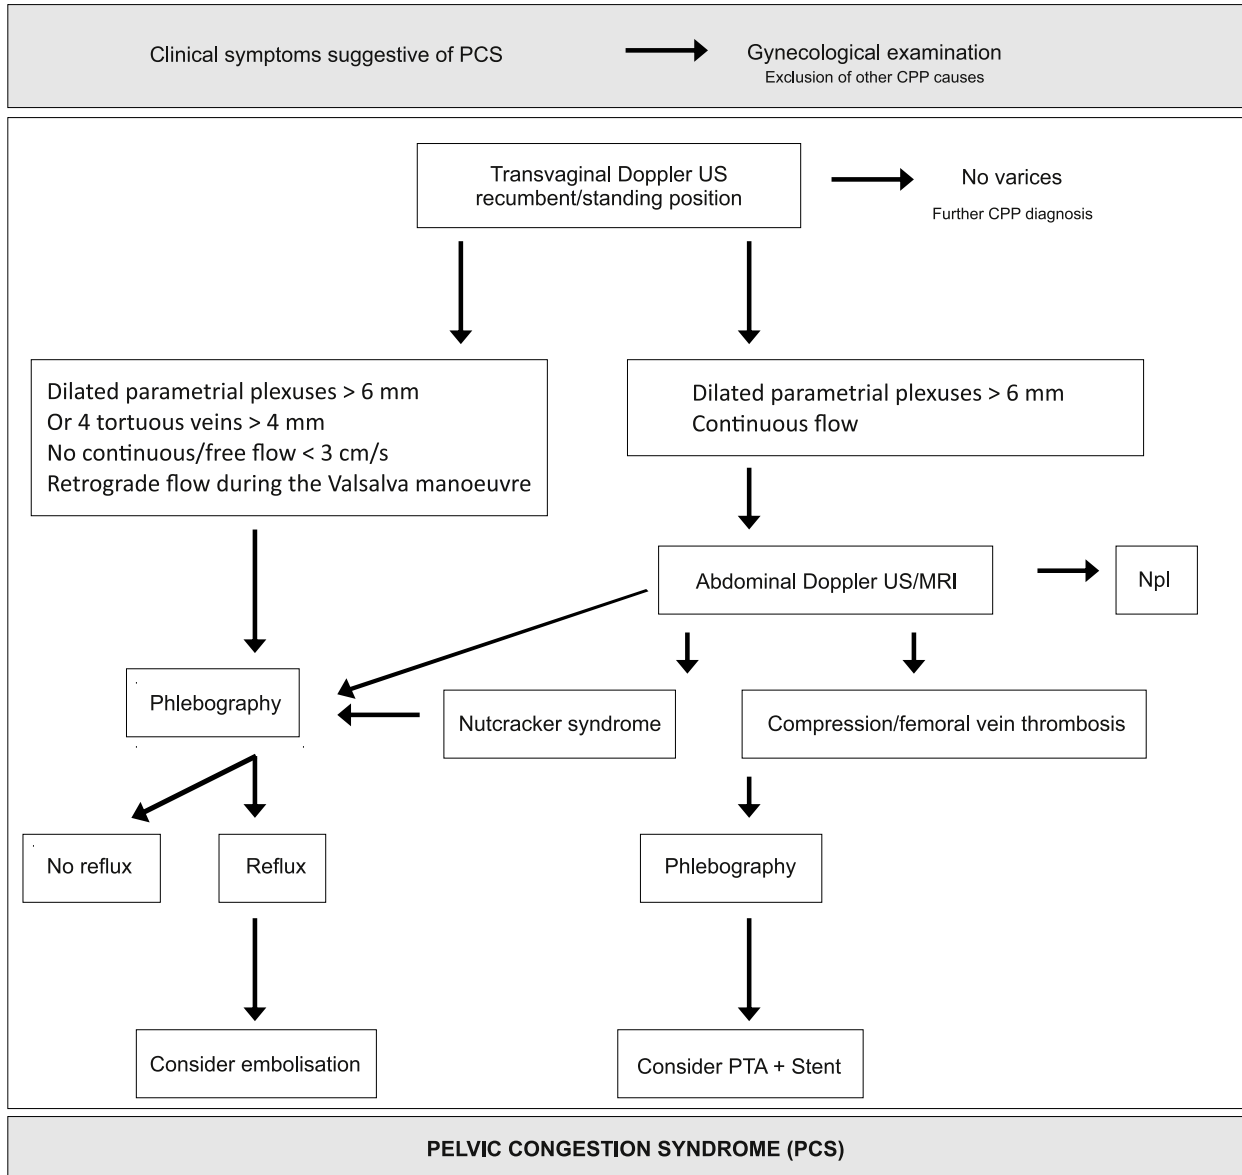 Clinical symptoms suggestive of PCS
Gynecological examination
Exclusion of other CPP causes
Transvaginal Doppler US
recumbent/standing position
No varices
Further CPP diagnosis
Dilated parametrial plexuses > 6 mm
Or 4 tortuous veins > 4 mm
No continuous/free flow < 3 cm/s
Retrograde flow during the Valsalva manoeuvre
Dilated parametrial plexuses > 6 mm
Continuous flow
Abdominal Doppler US/MRI
Npl
Phlebography
Nutcracker syndrome
Compression/femoral vein thrombosis
No reflux
Reflux
Phlebography
Consider embolisation
Consider PTA + Stent
PELVIC CONGESTION SYNDROME (PCS)